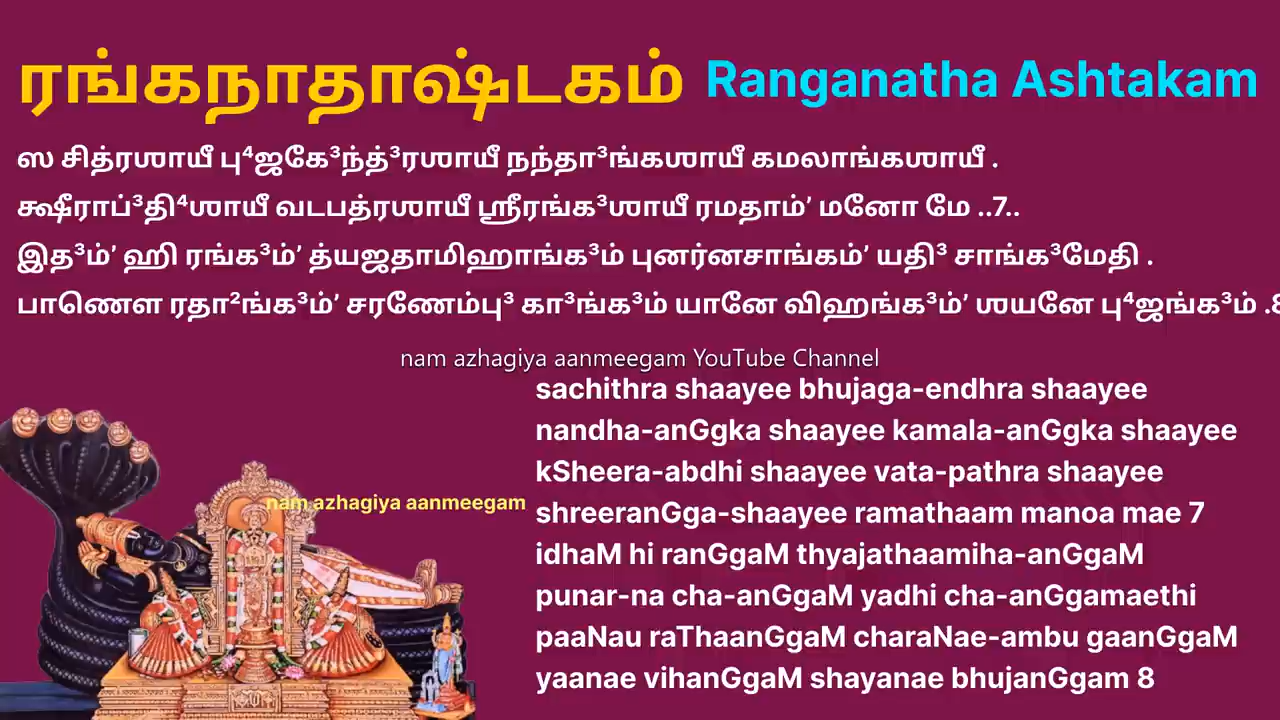 ரங்கநாதாஷ்டகம் Ranganatha Ashtakam
ஸ சித்ரஶாயீ பு⁴ஜகே³ந்த்³ரஶாயீ நந்தா³ங்கஶாயீ கமலாங்கஶாயீ .
க்ஷீராப்³தி⁴ஶாயீ வடபத்ரஶாயீ ஶ்ரீரங்க³ஶாயீ ரமதாம்’ மனோ மே ..7..
இத³ம்’ ஹி ரங்க³ம்’ த்யஜதாமிஹாங்க³ம் புனர்னசாங்கம்’ யதி³ சாங்க³மேதி .
பாணௌ ரதா²ங்க³ம்’ சரணேம்பு³ கா³ங்க³ம் யானே விஹங்க³ம்’ ஶயனே பு⁴ஜங்க³ம் .8
nam azhagiya aanmeegam YouTube Channel
sachithra shaayee bhujaga-endhra shaayee
nandha-anGgka shaayee kamala-anGgka shaayee
kSheera-abdhi shaayee vata-pathra shaayee
nam azhagiya aanmeegam
shreeranGga-shaayee ramathaam manoa mae 7
idhaM hi ranGgaM thyajathaamiha-anGgaM
punar-na cha-anGgaM yadhi cha-anGgamaethi
paaNau raThaanGgaM charaNae-ambu gaanGgaM
yaanae vihanGgaM shayanae bhujanGgam 8